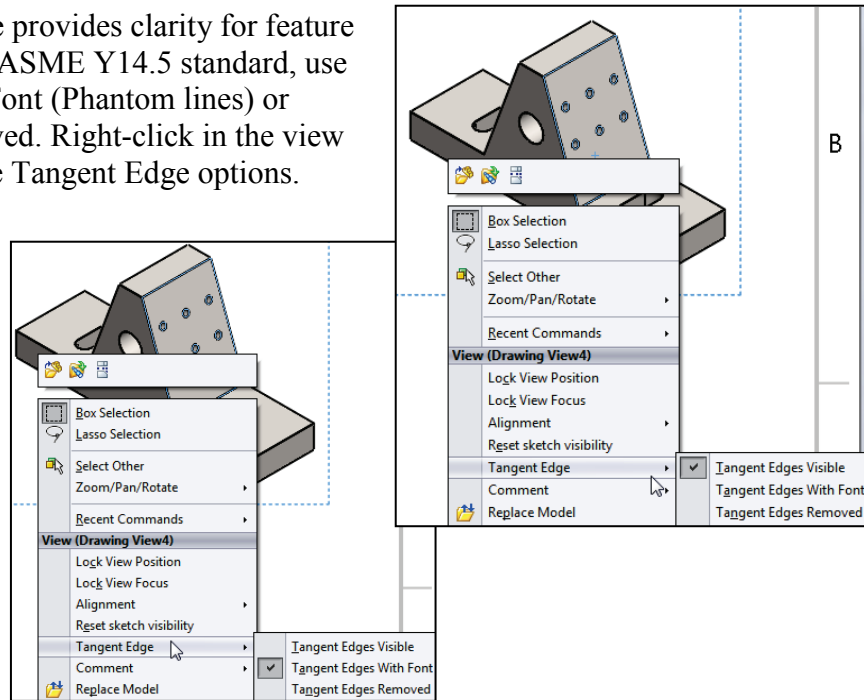 e provides clarity for feature
ASME Y14.5 standard, use
Font (Phantom lines) or
ved. Right-click in the view
e Tangent Edge options.
B
Box Selection
Lasso Selection
Select Other
Zoom/Pan/Rotate
Recent Commands
View (Drawing View4)
Lock View Position
Lock View Focus
Alignment
Reset sketch visibility
Tangent Edge
Comment
Replace Model
Tangent Edges Visible
Tangent Edges With Font
Tangent Edges Removed
Box Selection
Lasso Selection
Select Other
Zoom/Pan/Rotate
Recent Commands
View (Drawing View4)
Lock View Position
Lock View Focus
Alignment
Reset sketch visibility
Tangent Edge
Comment
Replace Model
Tangent Edges Visible
Tangent Edges With Font
Tangent Edges Removed